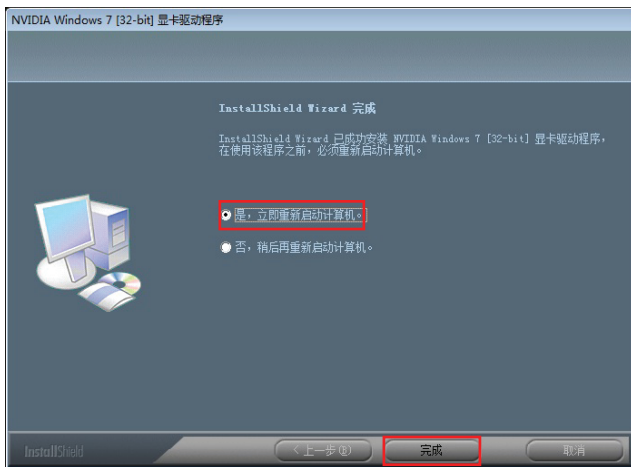 NVIDIA Windows 7 [32-bit] 显卡驱动程序
InstallShield Wizard 完成
InstallShield Wizard 已成功安装 NVIDIA Windows 7 [32-bit] 显卡驱动程序，
在使用该程序之前，必须重新启动计算机。
是，立即重新启动计算机。
否，稍后再重新启动计算机。
InstallShield
<上一步(B)
完成
取消